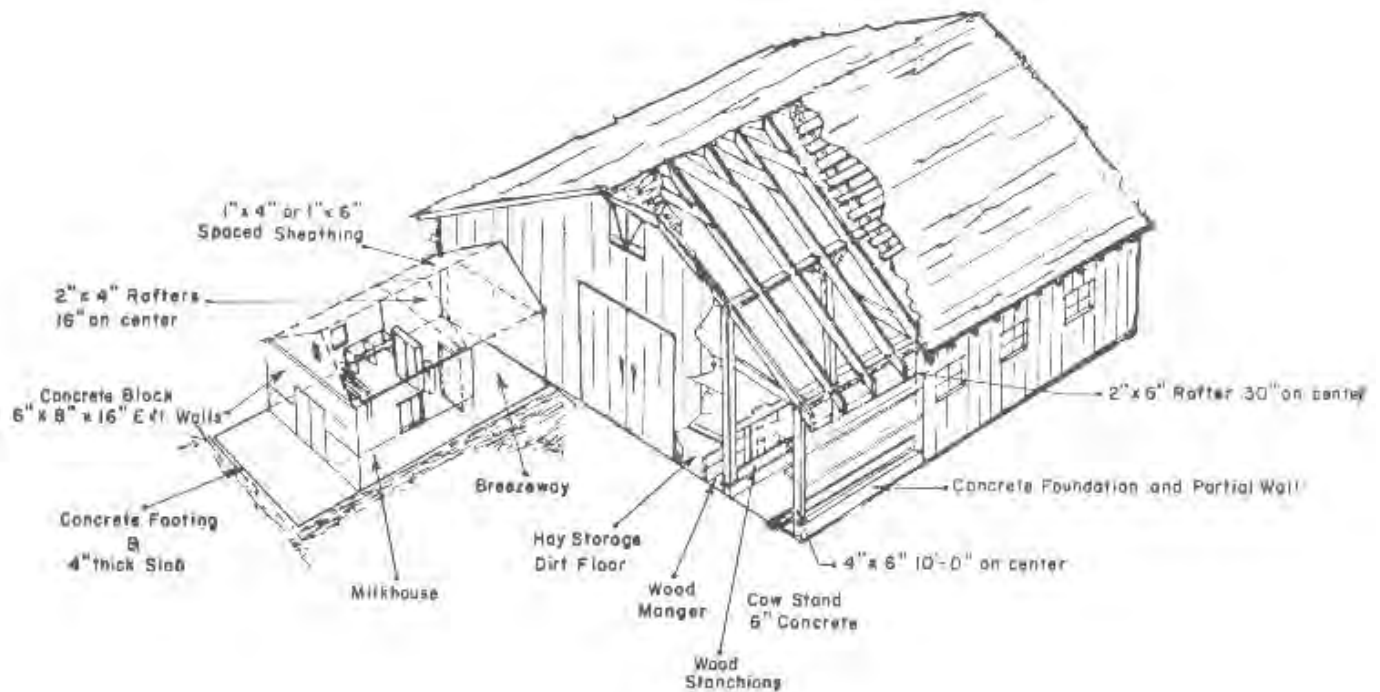 1" x 4" or 1" x 6"
Spaced Sheathing
2" x 4" Rafters
16" on center
Concrete Block
6" x 8" x 16" Ext Walls
Concrete Footing
&
4" thick Slab
Milkhouse
Breezeway
Hay Storage
Dirt Floor
Wood
Manger
Cow Stand
6" Concrete
Wood
Stanchions
2" x 6" Rafter 30" on center
Concrete Foundation and Partial Wall
4" x 6" 10'-0" on center